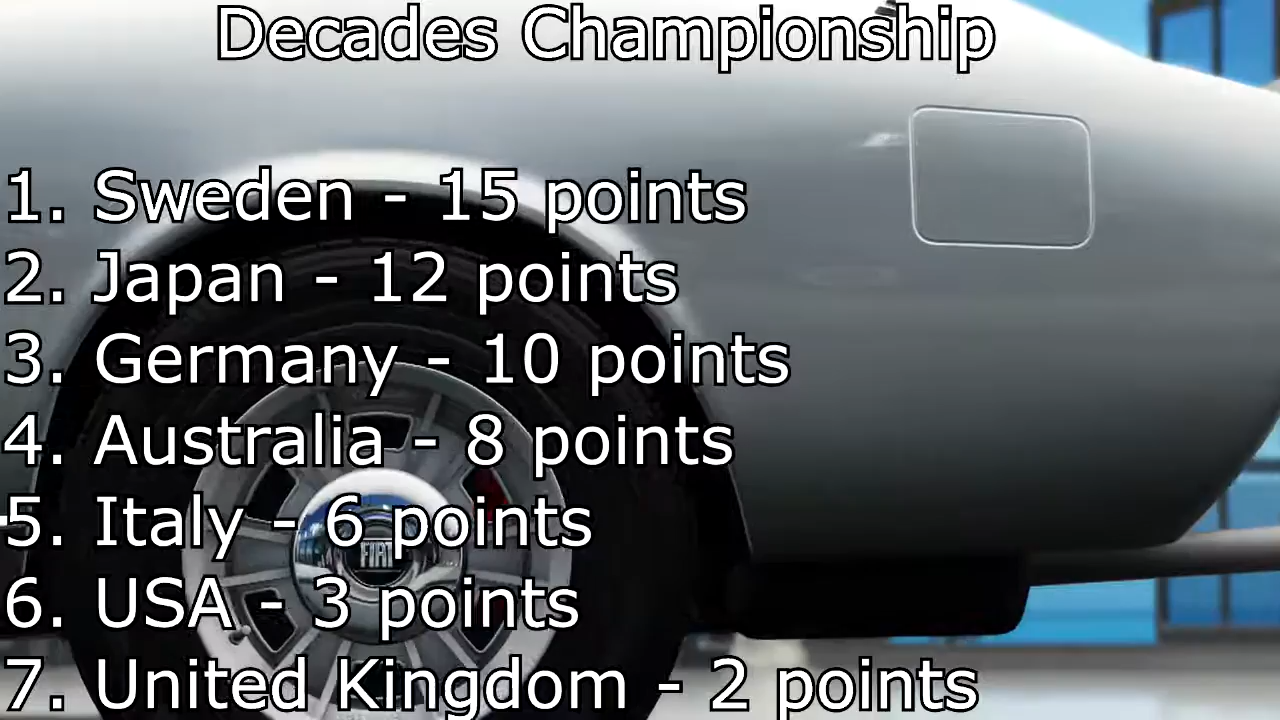 Decades Championship
1. Sweden - 15 points
2. Japan - 12 points
3. Germany - 10 points
4. Australia - 8 points
5. Italy - 6 points
FIAT
6. USA - 3 points
7. United Kingdom - 2 points